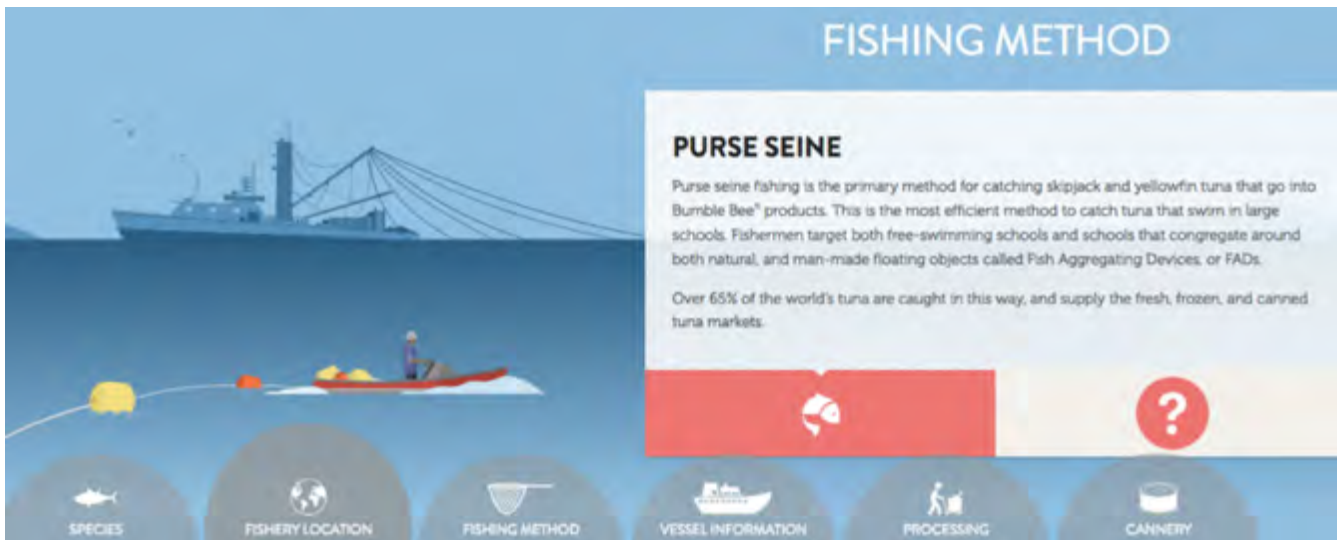 FISHING METHOD
PURSE SEINE
Purse seine fishing is the primary method for catching skipjack and yellowfin tuna that go into
Bumble Bee® products. This is the most efficient method to catch tuna that swim in large
schools. Fishermen target both free-swimming schools and schools that congregate around
both natural, and man-made floating objects called Fish Aggregating Devices, or FADs.
Over 65% of the world's tuna are caught in this way, and supply the fresh, frozen, and canned
tuna markets.
?
SPECIES
FISHERY LOCATION
FISHING METHOD
VESSEL INFORMATION
PROCESSING
CANNERY